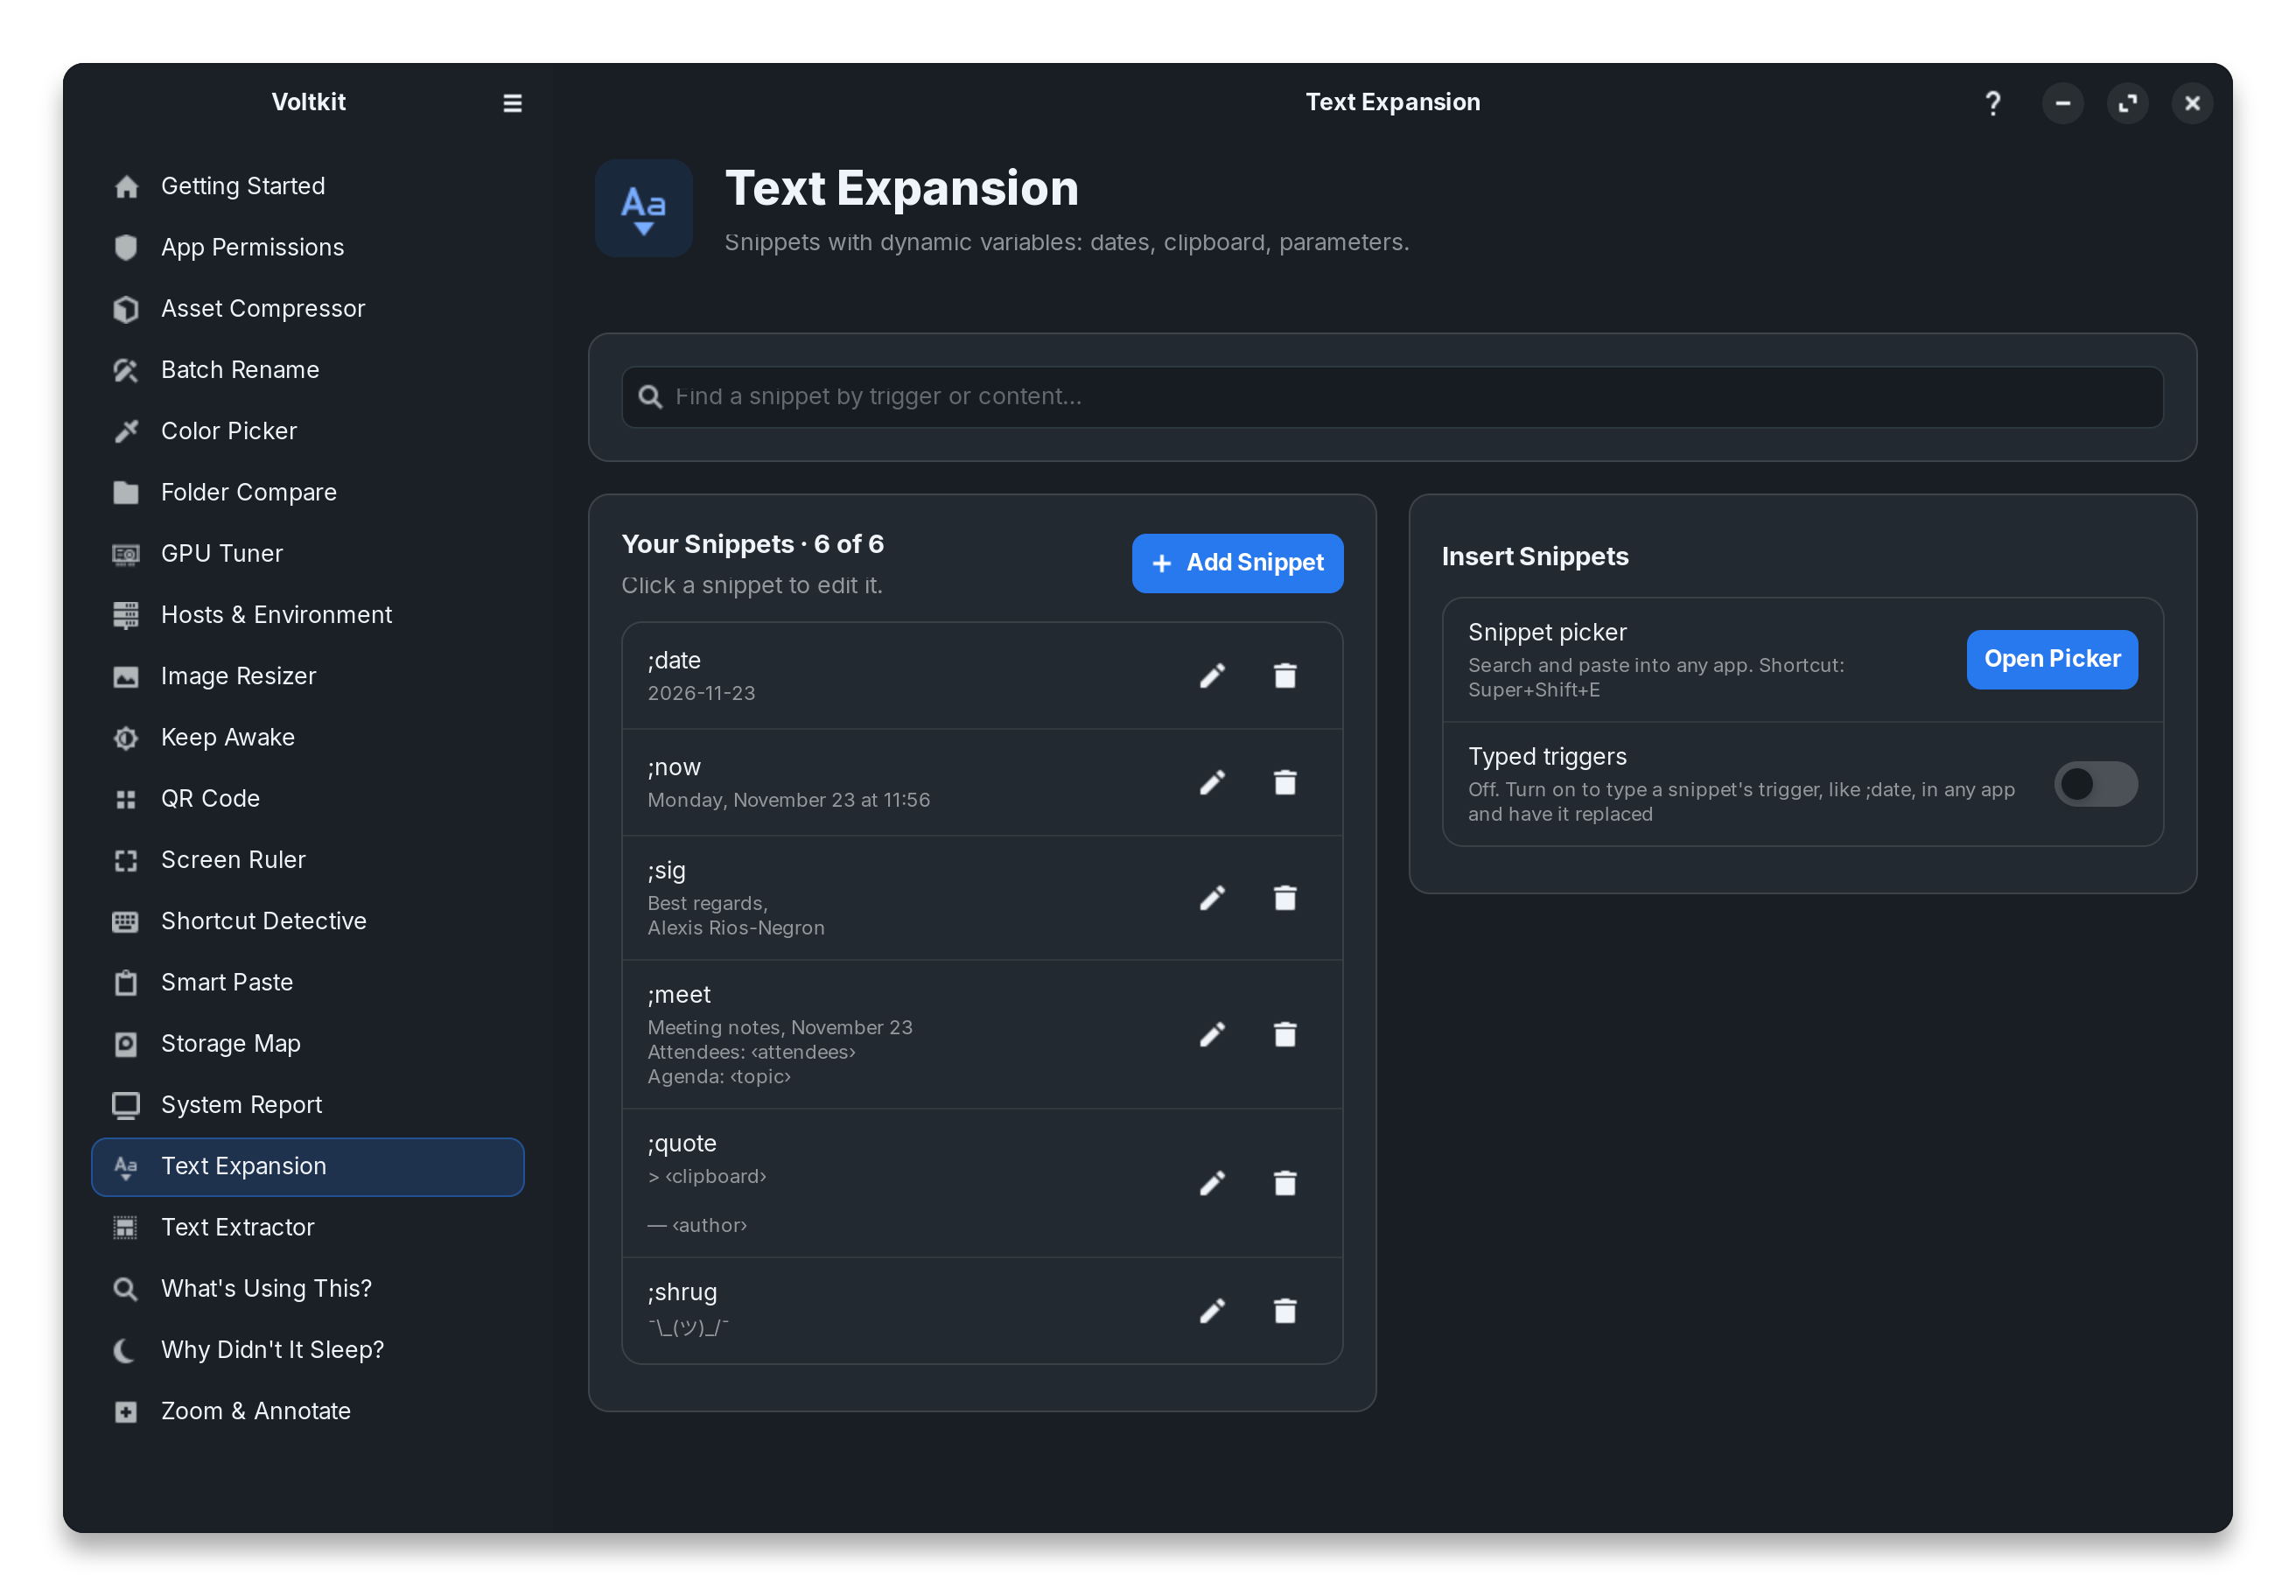 Voltkit
Text Expansion
?
Getting Started
App Permissions
Asset Compressor
Batch Rename
Color Picker
Folder Compare
GPU Tuner
Hosts & Environment
Image Resizer
Keep Awake
QR Code
Screen Ruler
Shortcut Detective
Smart Paste
Storage Map
System Report
Aa Text Expansion
Text Extractor
What's Using This?
Why Didn't It Sleep?
Zoom & Annotate
Aa
Text Expansion
Snippets with dynamic variables: dates, clipboard, parameters.
Find a snippet by trigger or content...
Your Snippets · 6 of 6
Click a snippet to edit it.
+ Add Snippet
;date
2026-11-23
;now
Monday, November 23 at 11:56
;sig
Best regards,
Alexis Rios-Negron
;meet
Meeting notes, November 23
Attendees: ‹attendees›
Agenda: ‹topic›
;quote
> ‹clipboard›
— ‹author›
;shrug
¯\_(ツ)_/¯
Insert Snippets
Snippet picker
Search and paste into any app. Shortcut:
Super+Shift+E
Open Picker
Typed triggers
Off. Turn on to type a snippet's trigger, like ;date, in any app
and have it replaced